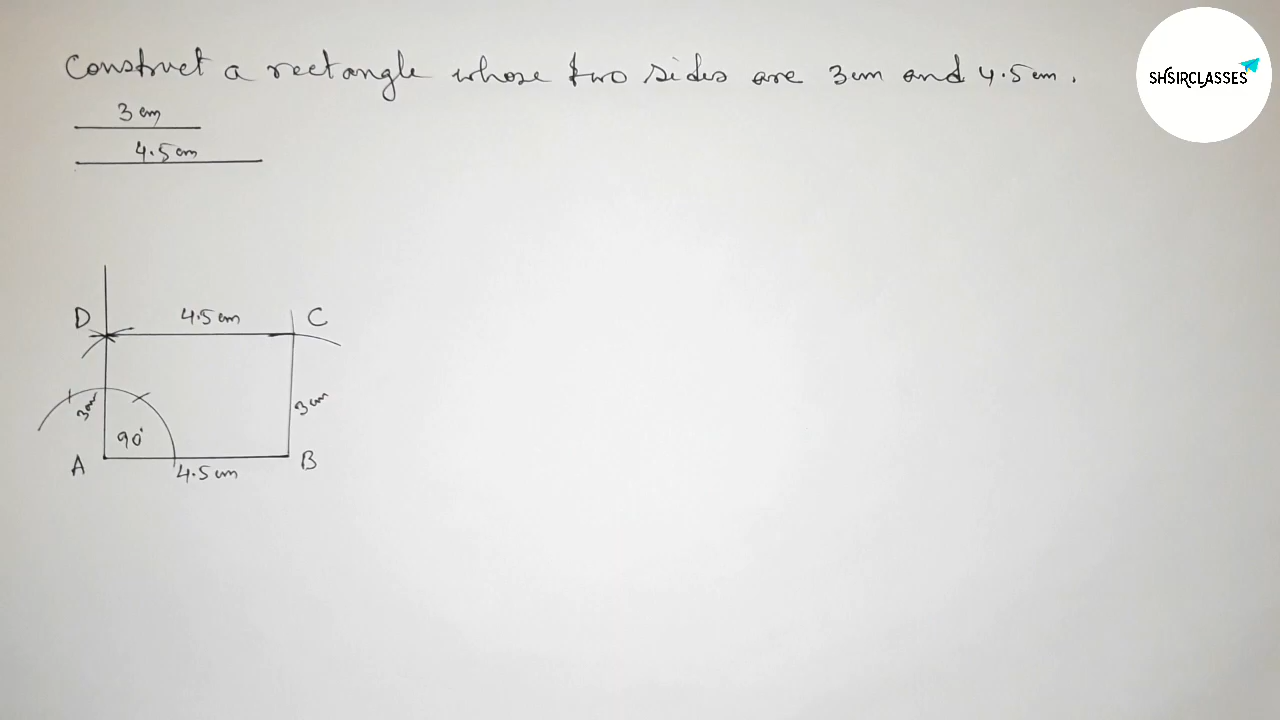 Construct a rectangle whose two sides are 3cm and 4.5cm.
SHSIRCLASSES
3cm
4.5cm
D 4.5cm C
3cm 3cm
90°
A 4.5cm B